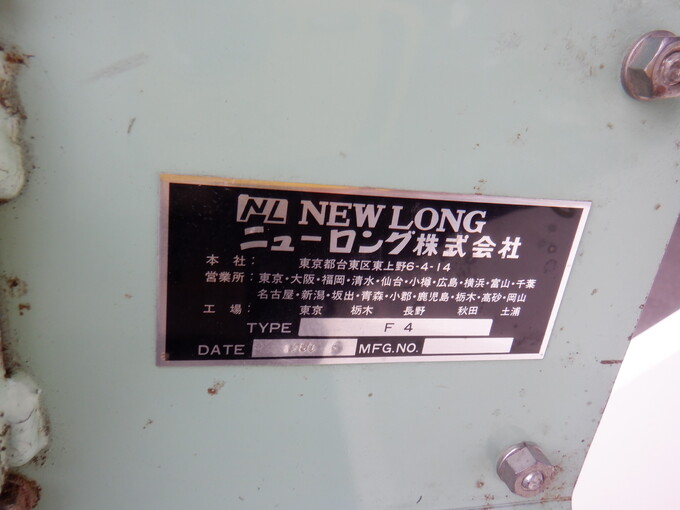 NL NEW LONG
ニューロング株式会社
本社: 東京都台東区東上野6-4-14
営業所: 東京・大阪・福岡・清水・仙台・小樽・広島・横浜・富山・千葉
名古屋・新潟・坂出・青森・小郡・鹿児島・栃木・高砂・岡山
工場: 東京 栃木 長野 秋田 土浦
TYPE F4
DATE
MFG.NO.